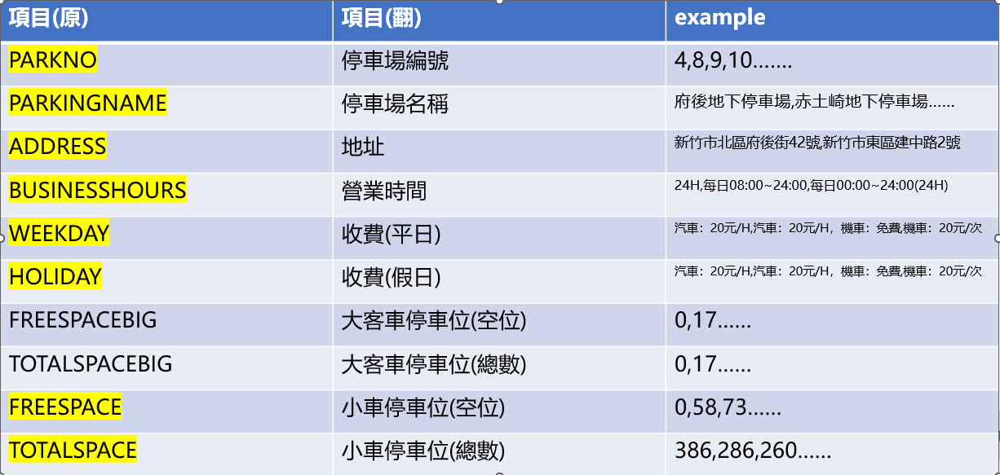 項目(原) 項目(翻) example
PARKNO 停車場編號 4,8,9,10.......
PARKINGNAME 停車場名稱 府後地下停車場,赤土崎地下停車場......
ADDRESS 地址 新竹市北區府後街42號,新竹市東區建中路2號
BUSINESSHOURS 營業時間 24H,每日08:00~24:00,每日00:00~24:00(24H)
WEEKDAY 收費(平日) 汽車：20元/H,汽車：20元/H，機車：免費,機車：20元/次
HOLIDAY 收費(假日) 汽車：20元/H,汽車：20元/H，機車：免費,機車：20元/次
FREESPACEBIG 大客車停車位(空位) 0,17......
TOTALSPACEBIG 大客車停車位(總數) 0,17......
FREESPACE 小車停車位(空位) 0,58,73......
TOTALSPACE 小車停車位(總數) 386,286,260......